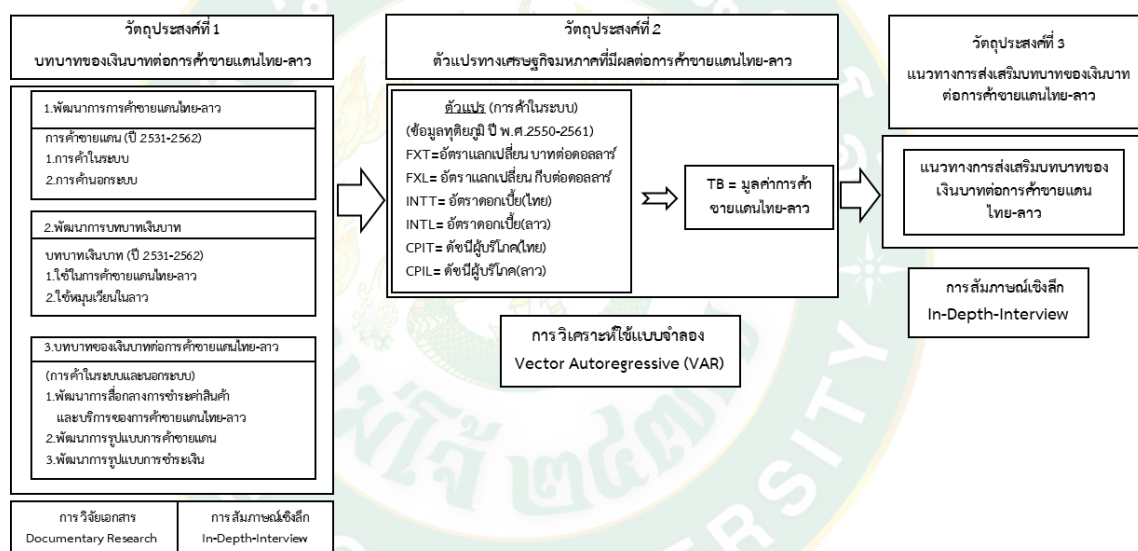 วัตถุประสงค์ที่ 1
บทบาทของเงินบาทต่อการค้าชายแดนไทย-ลาว
1.พัฒนาการการค้าชายแดนไทย-ลาว
การค้าชายแดน (ปี 2531-2562)
1.การค้าในระบบ
2.การค้านอกระบบ
2.พัฒนาการบทบาทเงินบาท
บทบาทเงินบาท (ปี 2531-2562)
1.ใช้ในการค้าชายแดนไทย-ลาว
2.ใช้หมุนเวียนในลาว
3.บทบาทของเงินบาทต่อการค้าชายแดนไทย-ลาว
(การค้าในระบบและนอกระบบ)
1.พัฒนาการสื่อกลางการชำระค่าสินค้า
และบริการของการค้าชายแดนไทย-ลาว
2.พัฒนาการรูปแบบการค้าชายแดน
3.พัฒนาการรูปแบบการชำระเงิน
การวิจัยเอกสาร
Documentary Research
การสัมภาษณ์เชิงลึก
In-Depth-Interview
วัตถุประสงค์ที่ 2
ตัวแปรทางเศรษฐกิจมหภาคที่มีผลต่อการค้าชายแดนไทย-ลาว
ตัวแปร (การค้าในระบบ)
(ข้อมูลทุติยภูมิ ปี พ.ศ.2550-2561)
FXT=อัตราแลกเปลี่ยน บาทต่อดอลลาร์
FXL= อัตราแลกเปลี่ยน กีบต่อดอลลาร์
INTT= อัตราดอกเบี้ย(ไทย)
INTL= อัตราดอกเบี้ย(ลาว)
CPIT= ดัชนีผู้บริโภค(ไทย)
CPIL= ดัชนีผู้บริโภค(ลาว)
TB = มูลค่าการค้า
ชายแดนไทย-ลาว
การวิเคราะห์ใช้แบบจำลอง
Vector Autoregressive (VAR)
วัตถุประสงค์ที่ 3
แนวทางการส่งเสริมบทบาทของเงินบาท
ต่อการค้าชายแดนไทย-ลาว
แนวทางการส่งเสริมบทบาทของ
เงินบาทต่อการค้าชายแดน
ไทย-ลาว
การสัมภาษณ์เชิงลึก
In-Depth-Interview
แม่โจ้ ๒๔๗๗